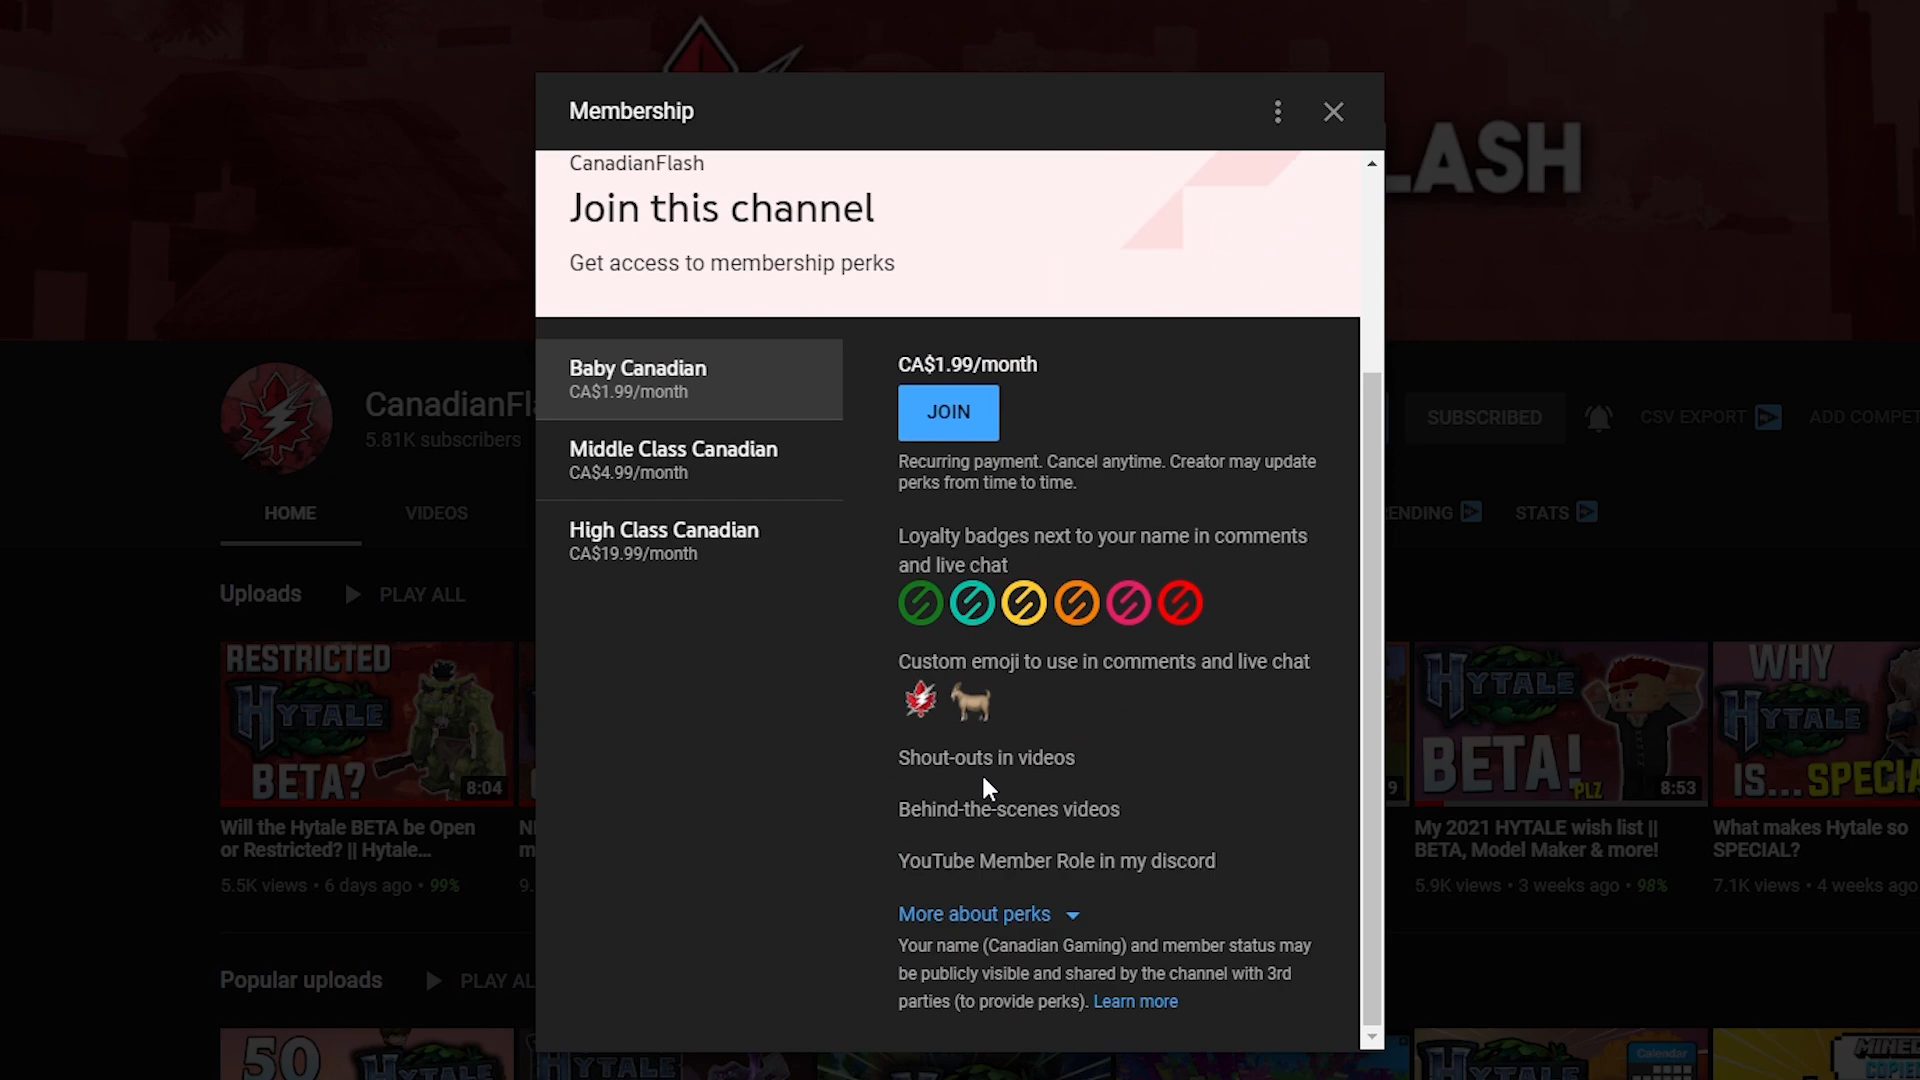 LASH
Membership
CanadianFlash
Join this channel
Get access to membership perks
Baby Canadian
CA$1.99/month
Middle Class Canadian
CA$4.99/month
High Class Canadian
CA$19.99/month
CA$1.99/month
JOIN
Recurring payment. Cancel anytime. Creator may update
perks from time to time.
Loyalty badges next to your name in comments
and live chat
Custom emoji to use in comments and live chat
Shout-outs in videos
Behind-the-scenes videos
YouTube Member Role in my discord
More about perks
Your name (Canadian Gaming) and member status may
be publicly visible and shared by the channel with 3rd
parties (to provide perks). Learn more
CanadianFl
5.81K subscribers
SUBSCRIBED
CSV EXPORT
ADD COMPET
HOME
VIDEOS
ENDING
STATS
Uploads
PLAY ALL
RESTRICTED
HYTALE
BETA?
8:04
Will the Hytale BETA be Open
or Restricted? || Hytale...
5.5K views • 6 days ago • 99%
9
HYTALE
BETA!
PLZ
8:53
My 2021 HYTALE wish list ||
BETA, Model Maker & more!
5.9K views • 3 weeks ago • 98%
WHY
HYTALE
IS...SPECIA
What makes Hytale so
SPECIAL?
7.1K views • 4 weeks ago
Popular uploads
PLAY AL
50
HYTALE
HYTALE
HYTALE
Calendar
MINEC
COPIE